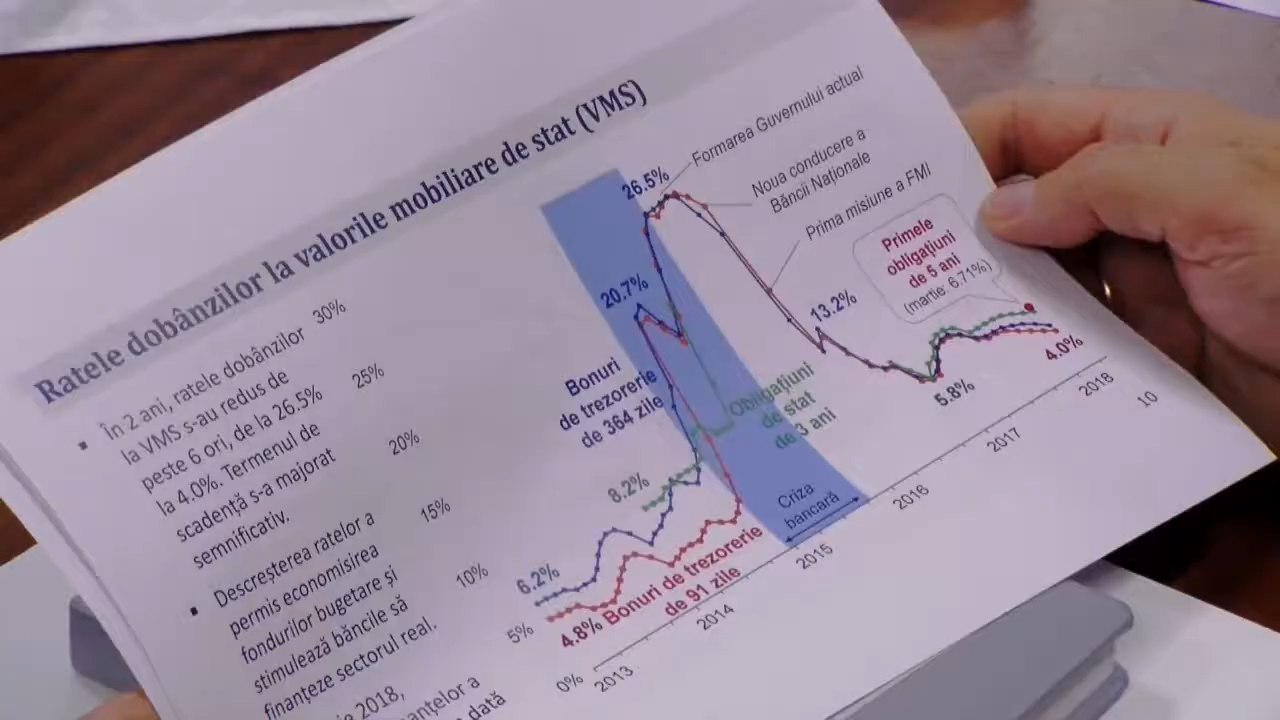 Ratele dobânzilor la valorile mobiliare de stat (VMS)
▪ În 2 ani, ratele dobânzilor
la VMS s-au redus de
peste 6 ori, de la 26.5%
la 4.0%. Termenul de
scadență s-a majorat
semnificativ.
▪ Descreșterea ratelor a
permis economisirea
fondurilor bugetare și
stimulează băncile să
finanțeze sectorul real.
2018,
a
dată
30%
25%
20%
15%
10%
5%
0%
26.5%
Formarea Guvernului actual
Noua conducere a
Băncii Naționale
Prima misiune a FMI
Primele
obligațiuni
de 5 ani
(martie: 6.71%)
20.7%
13.2%
Bonuri
de trezorerie
de 364 zile
Obligațiuni
de stat
de 3 ani
4.0%
5.8%
8.2%
6.2%
4.8% Bonuri de trezorerie
de 91 zile
Criza
bancară
2013
2014
2015
2016
2017
2018
10